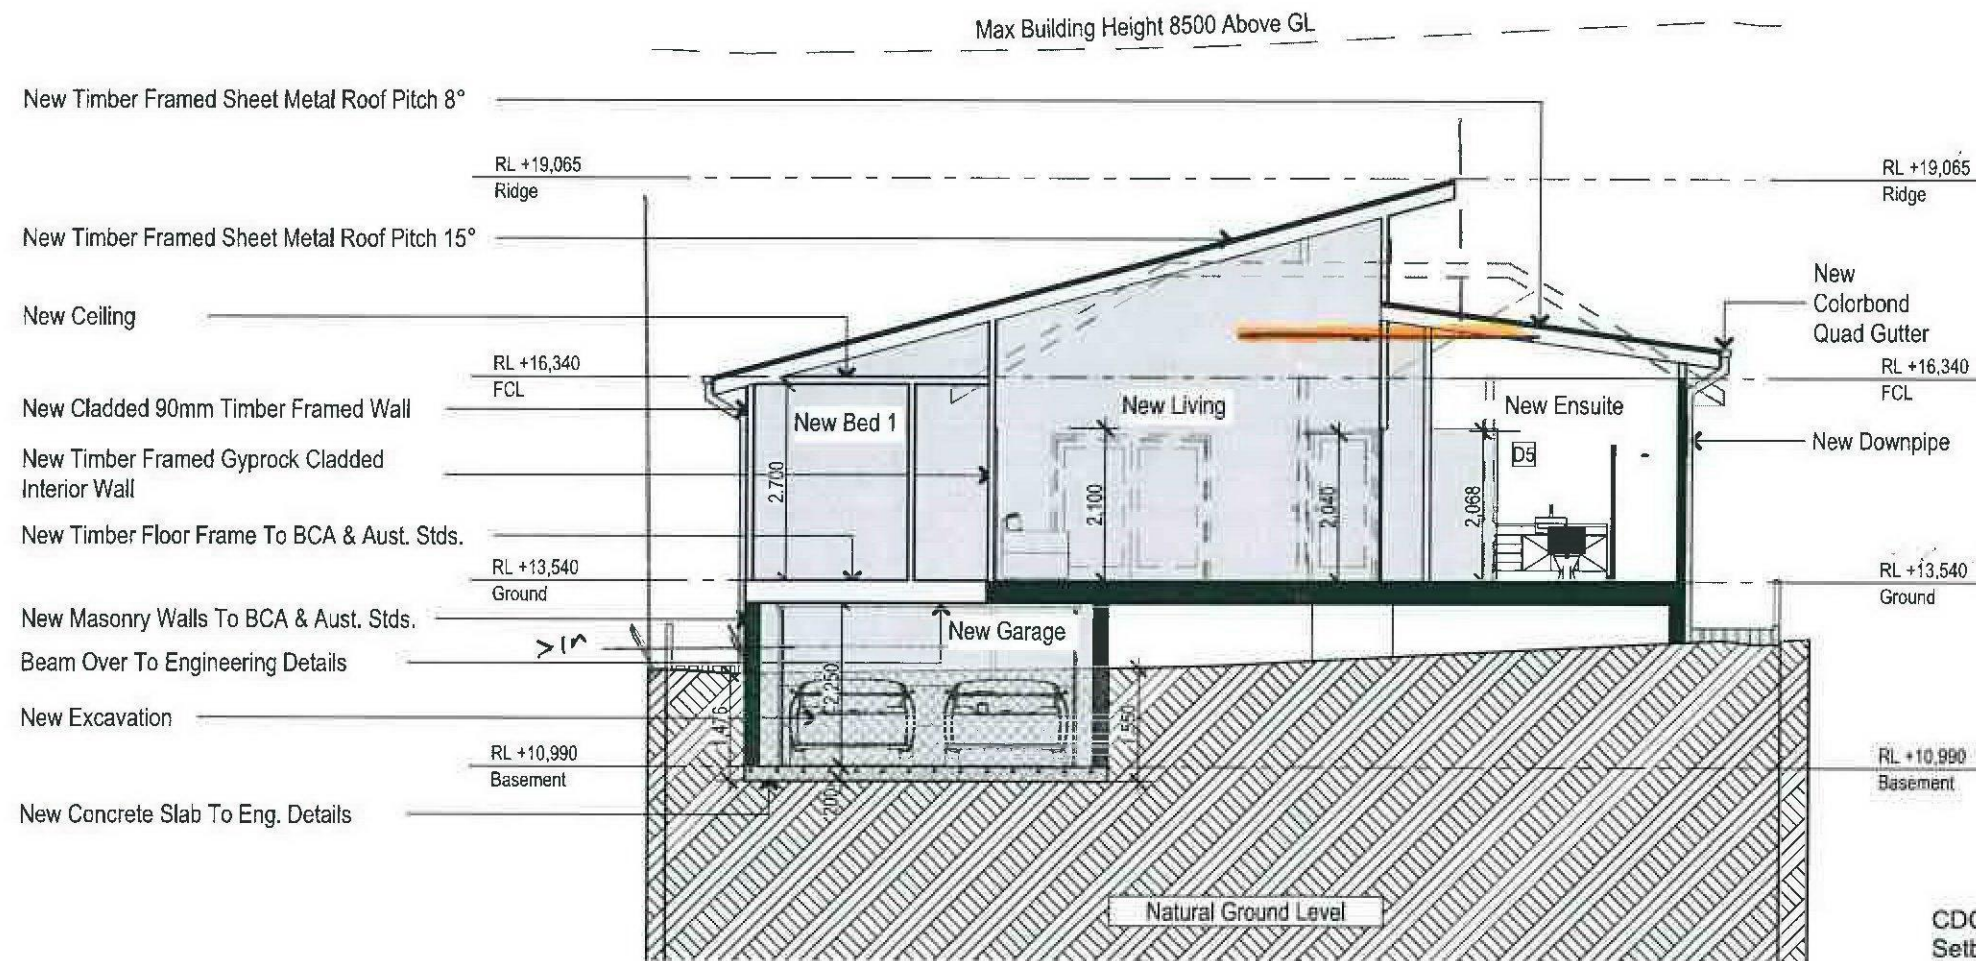 Max Building Height 8500 Above GL
New Timber Framed Sheet Metal Roof Pitch 8°
RL +19,065
Ridge
RL +19,065
Ridge
New Timber Framed Sheet Metal Roof Pitch 15°
New
Colorbond
Quad Gutter
New Ceiling
RL +16,340
FCL
RL +16,340
FCL
New Cladded 90mm Timber Framed Wall
New Bed 1
New Living
New Ensuite
New Downpipe
New Timber Framed Gyprock Cladded
Interior Wall
D5
2,700
2,100
2,040
2,068
New Timber Floor Frame To BCA & Aust. Stds.
RL +13,540
Ground
RL +13,540
Ground
New Masonry Walls To BCA & Aust. Stds.
>1m
New Garage
Beam Over To Engineering Details
2,250
New Excavation
1,476
1,550
RL +10,990
Basement
RL +10,990
Basement
200
New Concrete Slab To Eng. Details
Natural Ground Level